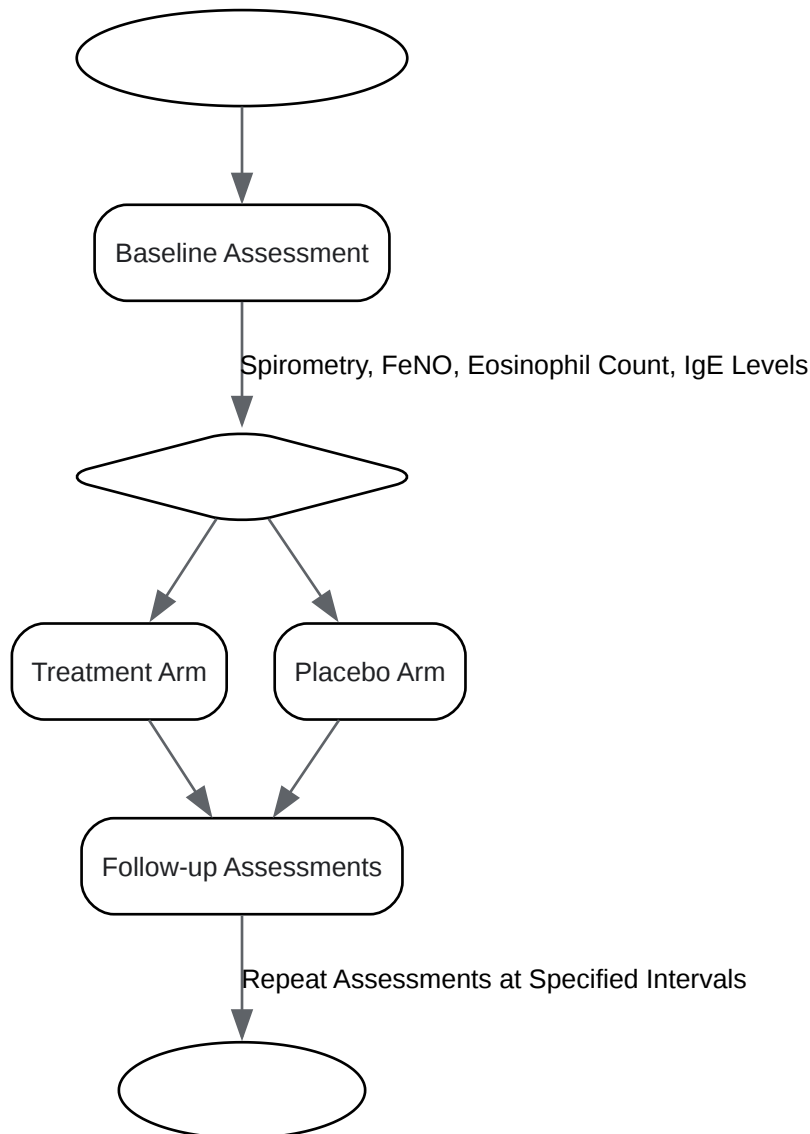 Baseline Assessment
Spirometry, FeNO, Eosinophil Count, IgE Levels
Treatment Arm
Placebo Arm
Follow-up Assessments
Repeat Assessments at Specified Intervals